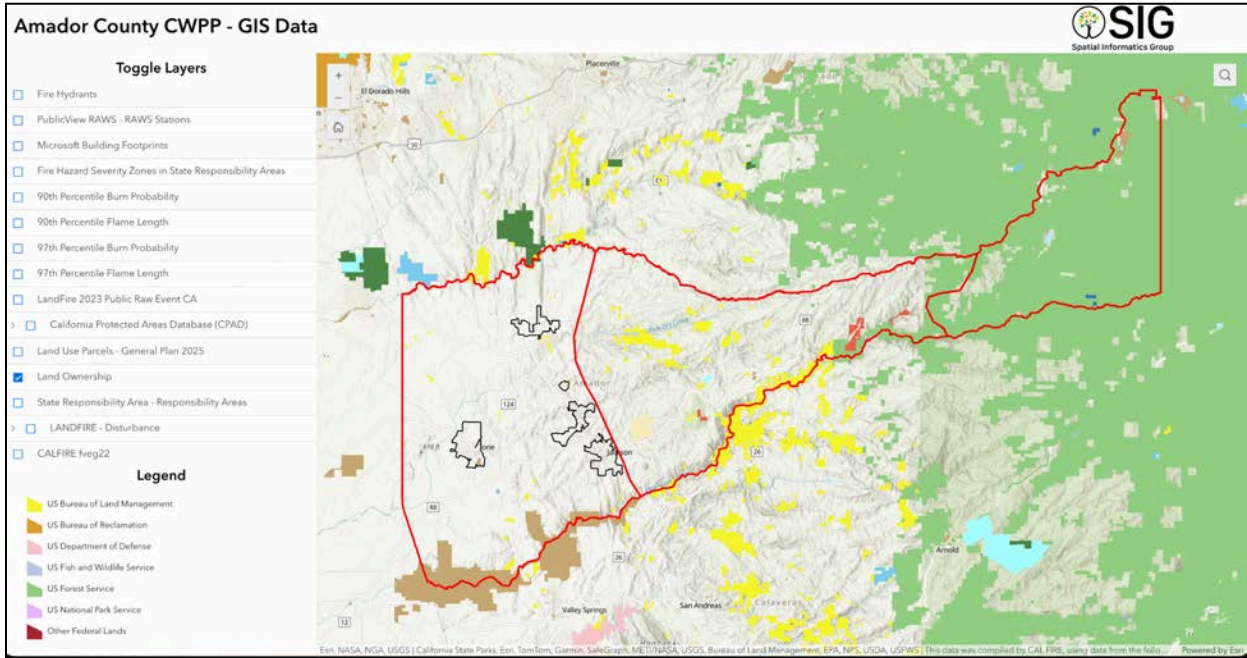 Amador County CWPP - GIS Data
SIG
Spatial Informatics Group
Toggle Layers
Fire Hydrants
PublicView RAWS - RAWS Stations
Microsoft Building Footprints
Fire Hazard Severity Zones in State Responsibility Areas
90th Percentile Burn Probability
90th Percentile Flame Length
97th Percentile Burn Probability
97th Percentile Flame Length
LandFire 2023 Public Raw Event CA
California Protected Areas Database (CPAD)
Land Use Parcels - General Plan 2025
Land Ownership
State Responsibility Area - Responsibility Areas
LANDFIRE - Disturbance
CALFIRE fveg22
Legend
US Bureau of Land Management
US Bureau of Reclamation
US Department of Defense
US Fish and Wildlife Service
US Forest Service
US National Park Service
Other Federal Lands
+
−
Placerville
El Dorado Hills
50
88
Amador
124
Jackson
26
88
26
Arnold
Valley Springs
San Andreas
Calaveras
12
Esri, NASA, NGA, USGS | California State Parks, Esri, TomTom, Garmin, SafeGraph, METI/NASA, USGS, Bureau of Land Management, EPA, NPS, USDA, USFWS | This data was compiled by CAL FIRE, using data from the follo...
Powered by Esri